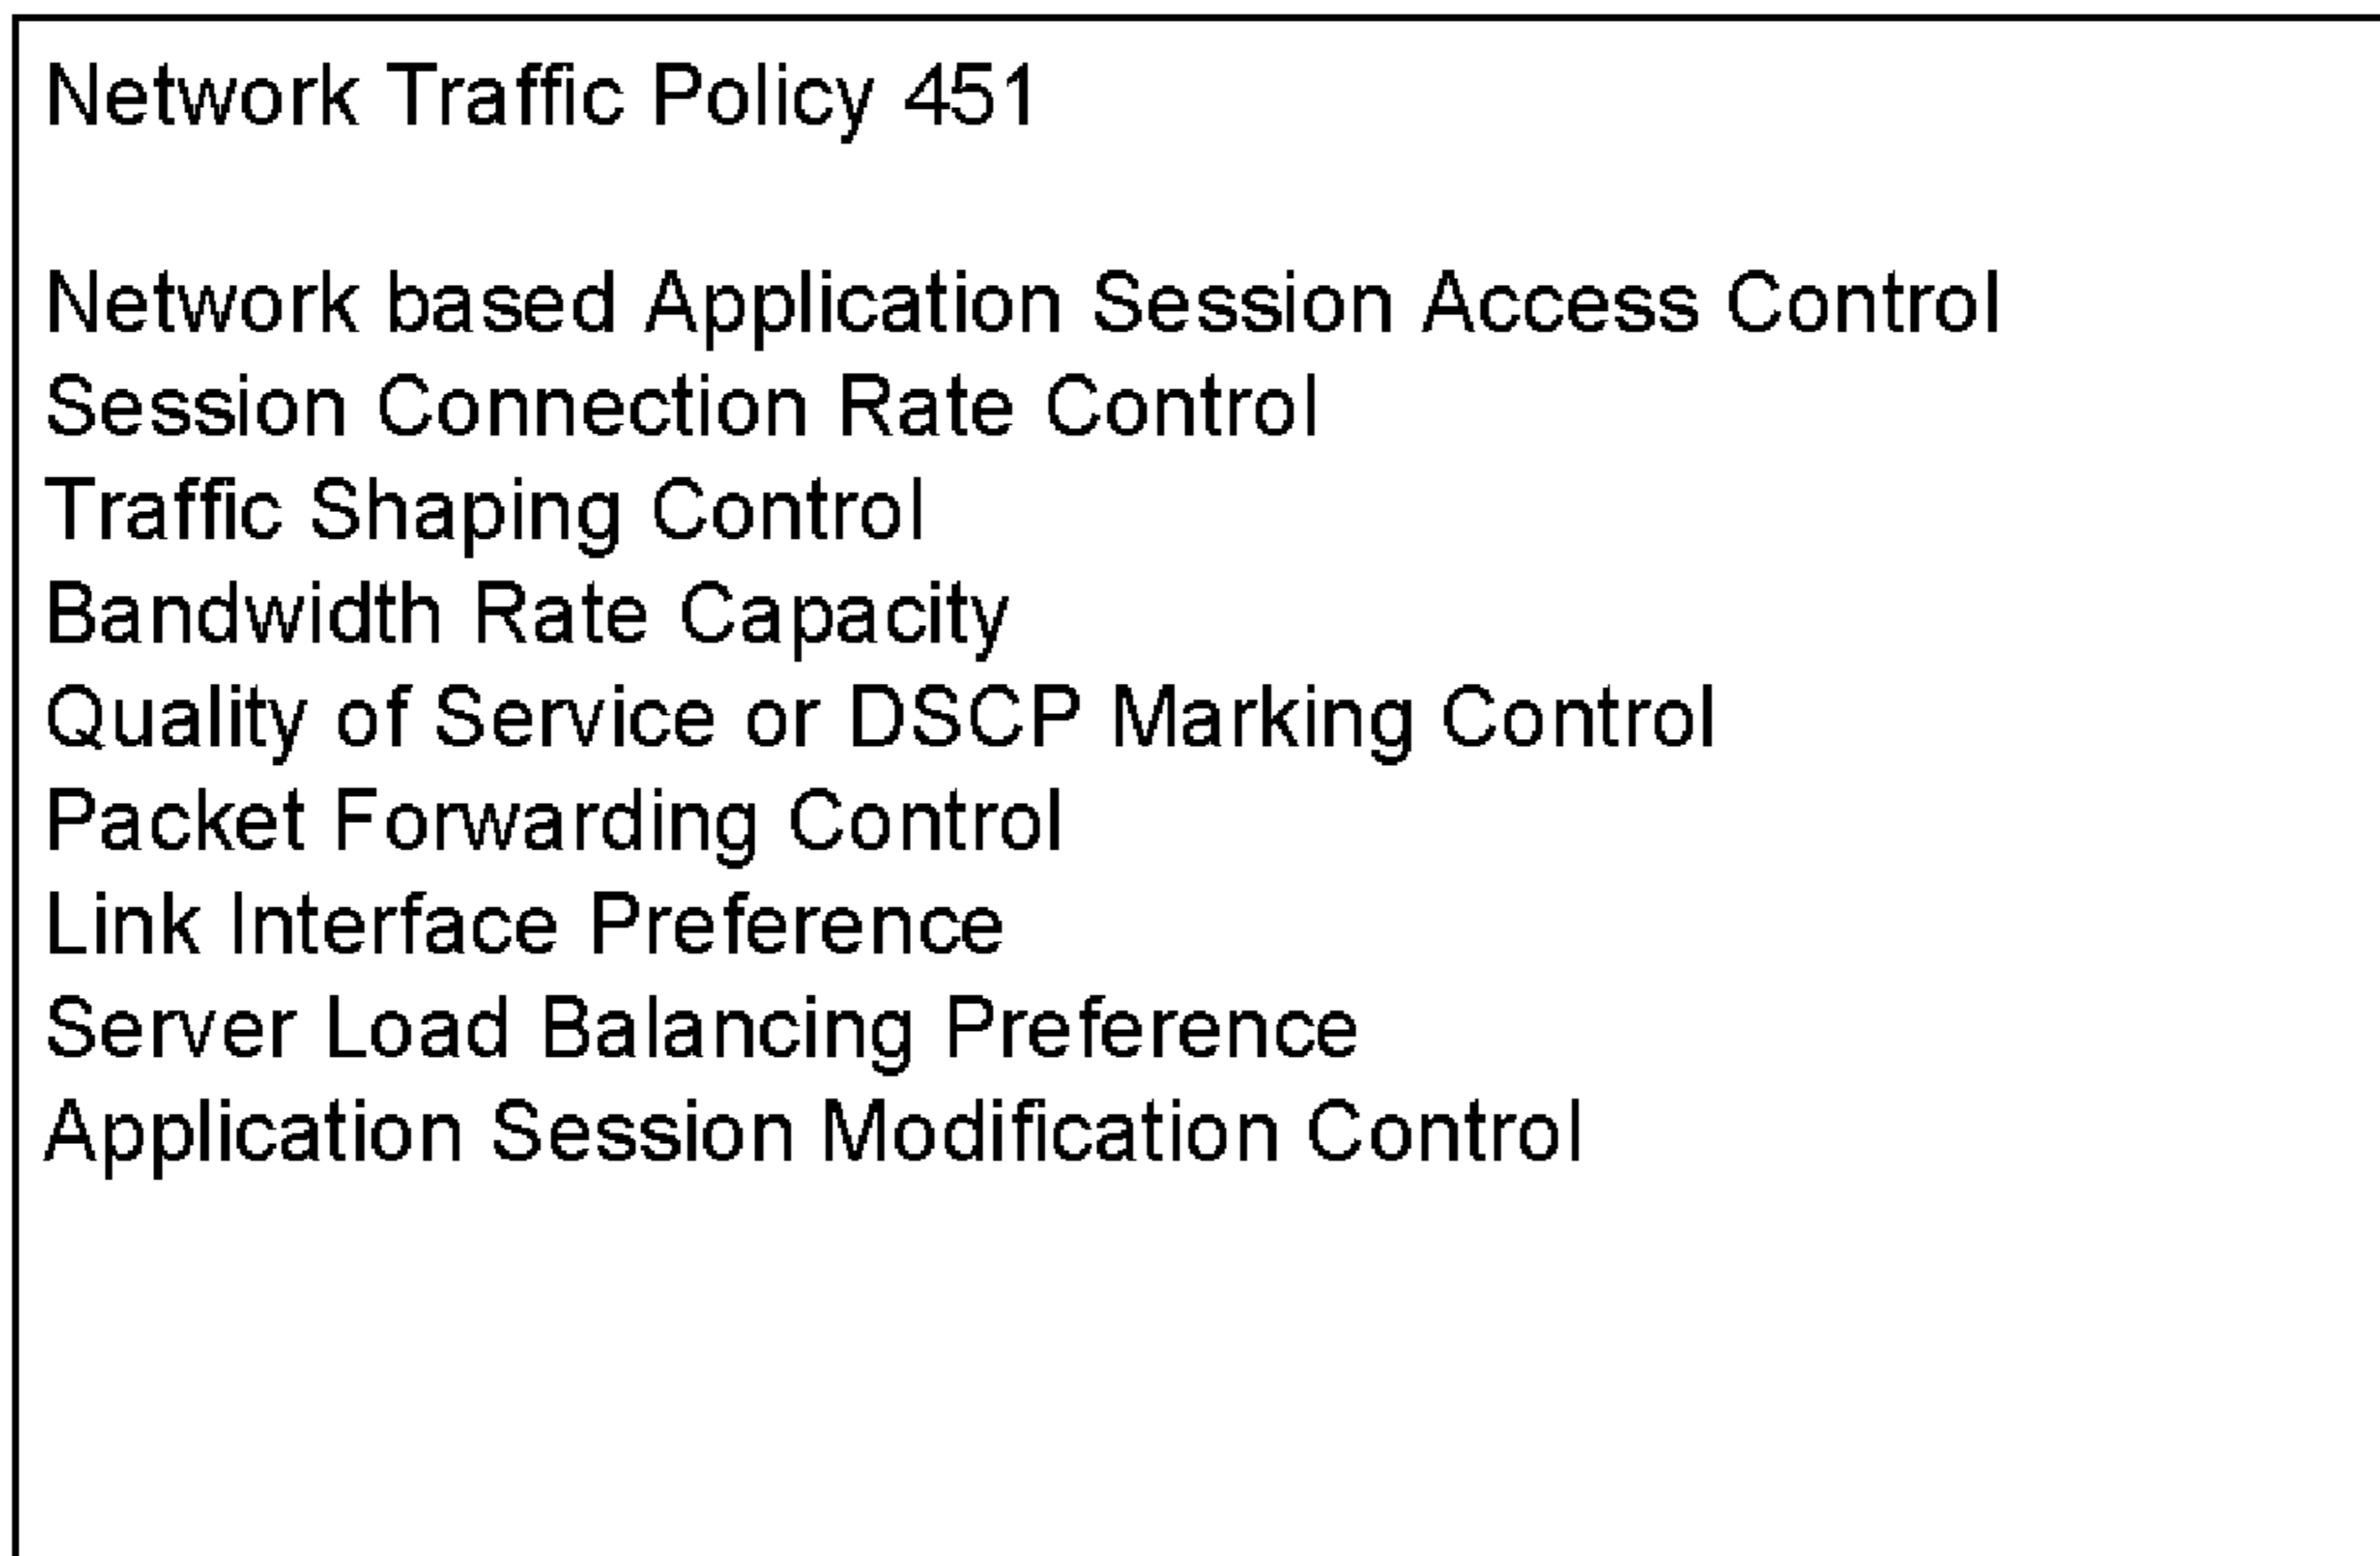 Network Traffic Policy 451
Network based Application Session Access Control
Session Connection Rate Control
Traffic Shaping Control
Bandwidth Rate Capacity
Quality of Service or DSCP Marking Control
Packet Forwarding Control
Link Interface Preference
Server Load Balancing Preference
Application Session Modification Control